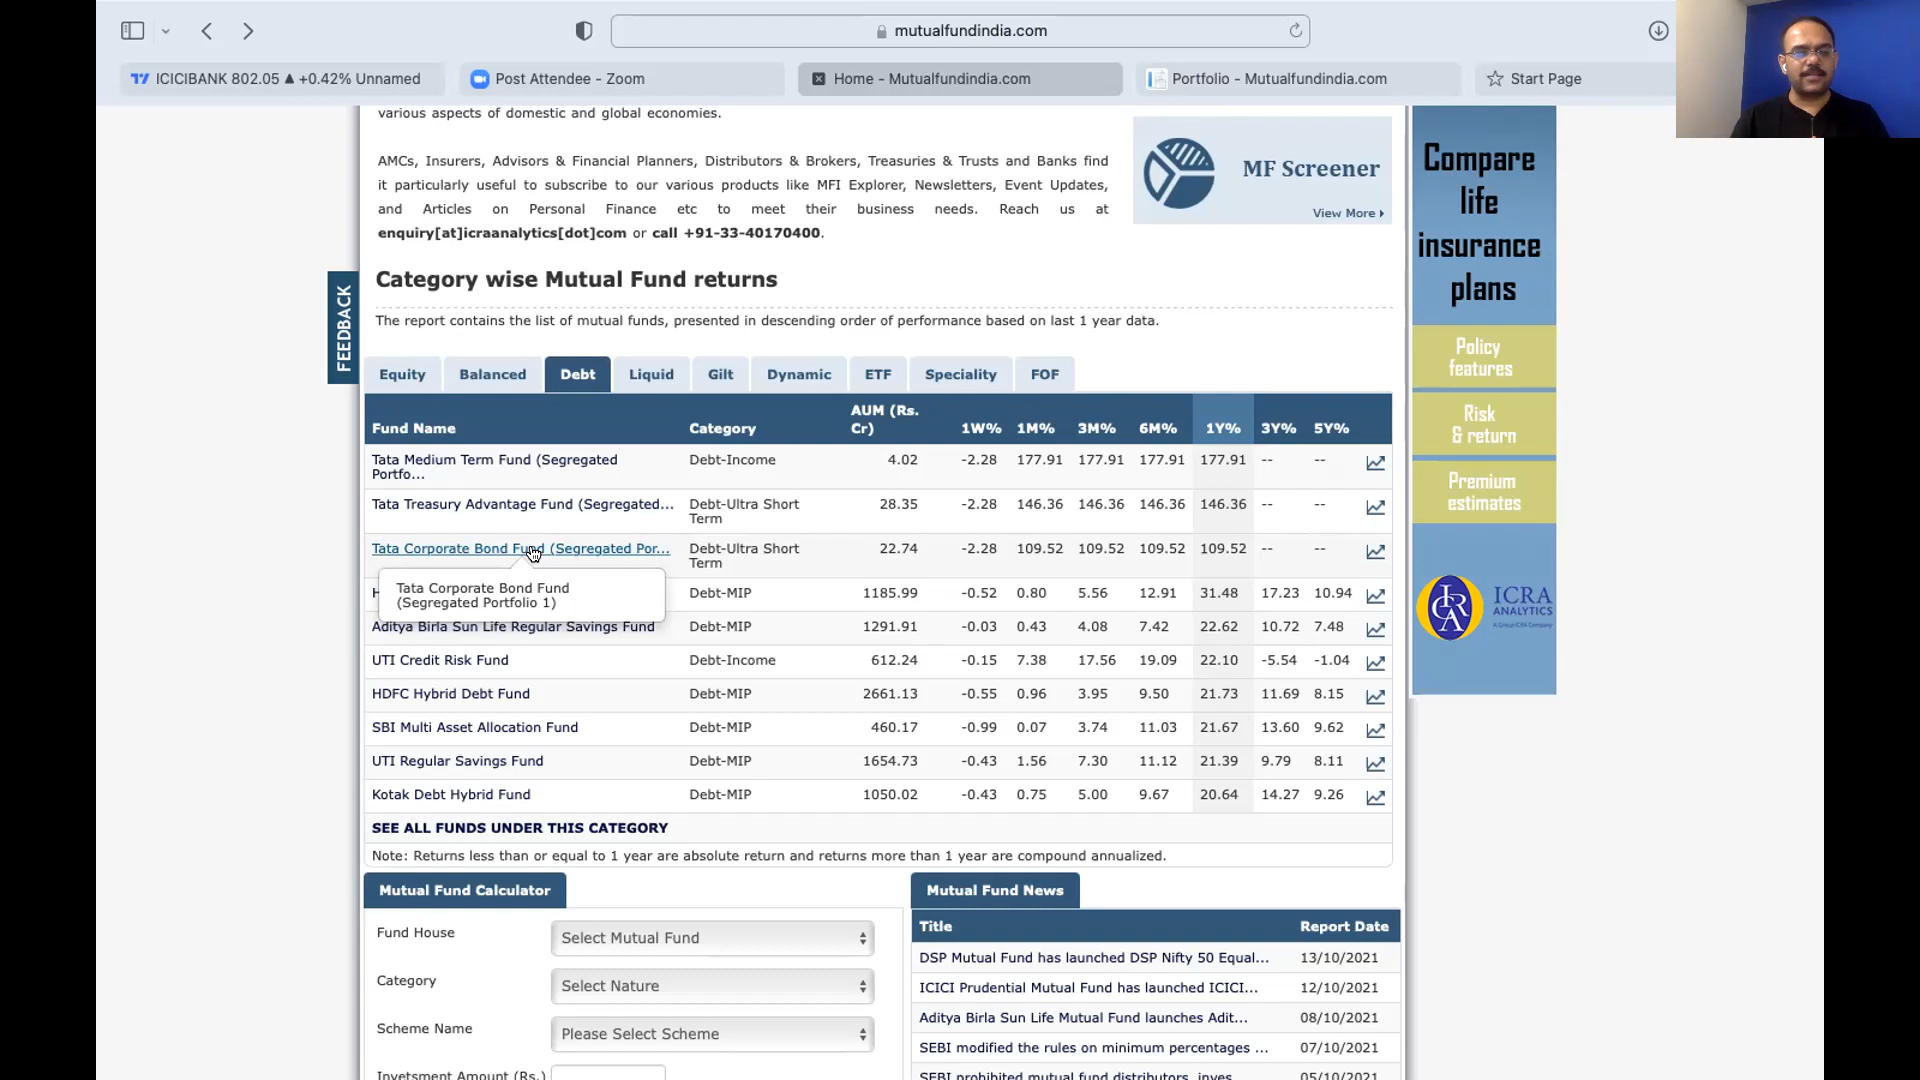 mutualfundindia.com
ICICIBANK 802.05 ▲ +0.42% Unnamed
Post Attendee - Zoom
Home - Mutualfundindia.com
Portfolio - Mutualfundindia.com
Start Page
various aspects of domestic and global economies.
AMCs, Insurers, Advisors & Financial Planners, Distributors & Brokers, Treasuries & Trusts and Banks find
it particularly useful to subscribe to our various products like MFI Explorer, Newsletters, Event Updates,
and Articles on Personal Finance etc to meet their business needs. Reach us at
enquiry[at]icraanalytics[dot]com or call +91-33-40170400.
MF Screener
View More
FEEDBACK
Category wise Mutual Fund returns
The report contains the list of mutual funds, presented in descending order of performance based on last 1 year data.
Equity Balanced Debt Liquid Gilt Dynamic ETF Speciality FOF
Fund Name Category AUM (Rs. Cr) 1W% 1M% 3M% 6M% 1Y% 3Y% 5Y%
Tata Medium Term Fund (Segregated Portfo... Debt-Income 4.02 -2.28 177.91 177.91 177.91 177.91 -- --
Tata Treasury Advantage Fund (Segregated... Debt-Ultra Short Term 28.35 -2.28 146.36 146.36 146.36 146.36 -- --
Tata Corporate Bond Fund (Segregated Por... Debt-Ultra Short Term 22.74 -2.28 109.52 109.52 109.52 109.52 -- --
Tata Corporate Bond Fund
(Segregated Portfolio 1)
H Debt-MIP 1185.99 -0.52 0.80 5.56 12.91 31.48 17.23 10.94
Aditya Birla Sun Life Regular Savings Fund Debt-MIP 1291.91 -0.03 0.43 4.08 7.42 22.62 10.72 7.48
UTI Credit Risk Fund Debt-Income 612.24 -0.15 7.38 17.56 19.09 22.10 -5.54 -1.04
HDFC Hybrid Debt Fund Debt-MIP 2661.13 -0.55 0.96 3.95 9.50 21.73 11.69 8.15
SBI Multi Asset Allocation Fund Debt-MIP 460.17 -0.99 0.07 3.74 11.03 21.67 13.60 9.62
UTI Regular Savings Fund Debt-MIP 1654.73 -0.43 1.56 7.30 11.12 21.39 9.79 8.11
Kotak Debt Hybrid Fund Debt-MIP 1050.02 -0.43 0.75 5.00 9.67 20.64 14.27 9.26
SEE ALL FUNDS UNDER THIS CATEGORY
Note: Returns less than or equal to 1 year are absolute return and returns more than 1 year are compound annualized.
Mutual Fund Calculator
Fund House Select Mutual Fund
Category Select Nature
Scheme Name Please Select Scheme
Invetsment Amount (Rs.)
Mutual Fund News
Title Report Date
DSP Mutual Fund has launched DSP Nifty 50 Equal... 13/10/2021
ICICI Prudential Mutual Fund has launched ICICI... 12/10/2021
Aditya Birla Sun Life Mutual Fund launches Adit... 08/10/2021
SEBI modified the rules on minimum percentages ... 07/10/2021
SEBI prohibited mutual fund distributors, inves... 05/10/2021
Compare
life
insurance
plans
Policy
features
Risk
& return
Premium
estimates
ICRA
ANALYTICS
A Group ICRA Company